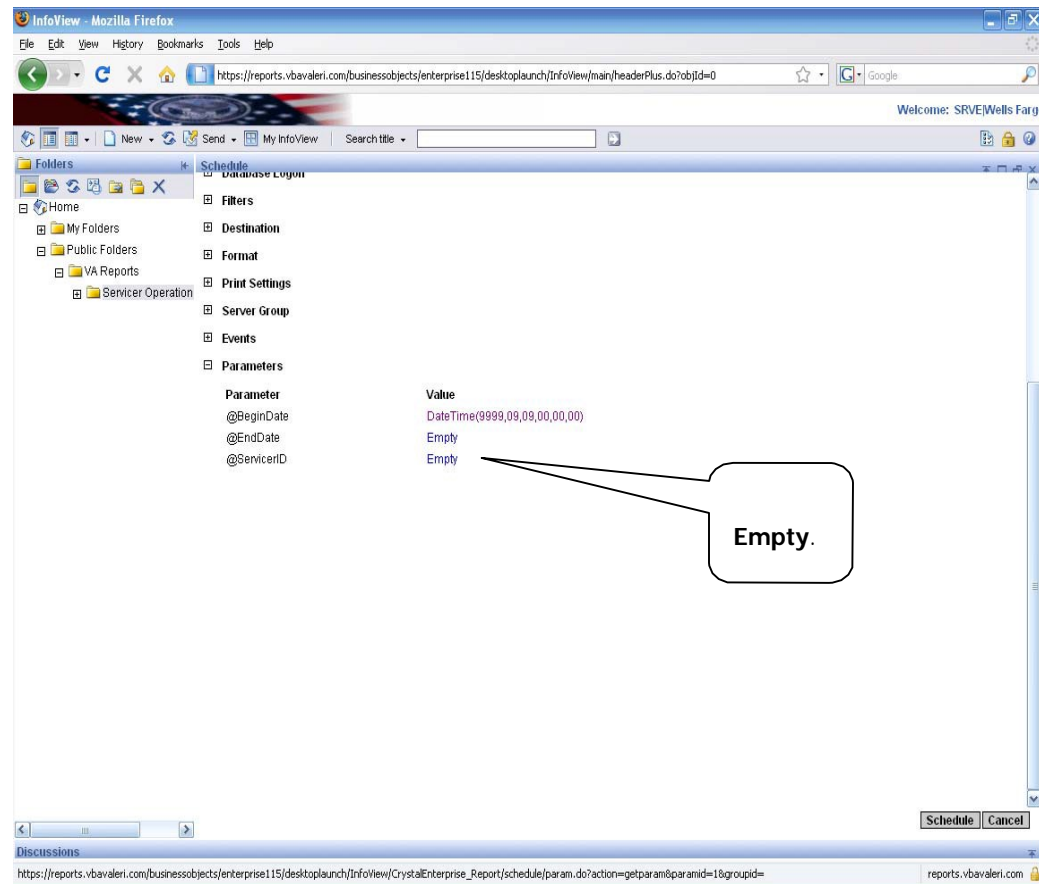 InfoView - Mozilla Firefox
File Edit View History Bookmarks Tools Help
https://reports.vbavaleri.com/businessobjects/enterprise115/desktoplaunch/InfoView/main/headerPlus.do?objId=0
G Google
Welcome: SRVE|Wells Farg
New Send My InfoView Search title
Folders
Schedule
Database Logon
Home
My Folders
Public Folders
VA Reports
Servicer Operation
Filters
Destination
Format
Print Settings
Server Group
Events
Parameters
Parameter Value
@BeginDate DateTime(9999,09,09,00,00,00)
@EndDate Empty
@ServicerID Empty
Empty.
Schedule Cancel
Discussions
https://reports.vbavaleri.com/businessobjects/enterprise115/desktoplaunch/InfoView/CrystalEnterprise_Report/schedule/param.do?action=getparam&paramid=1&groupid=
reports.vbavaleri.com